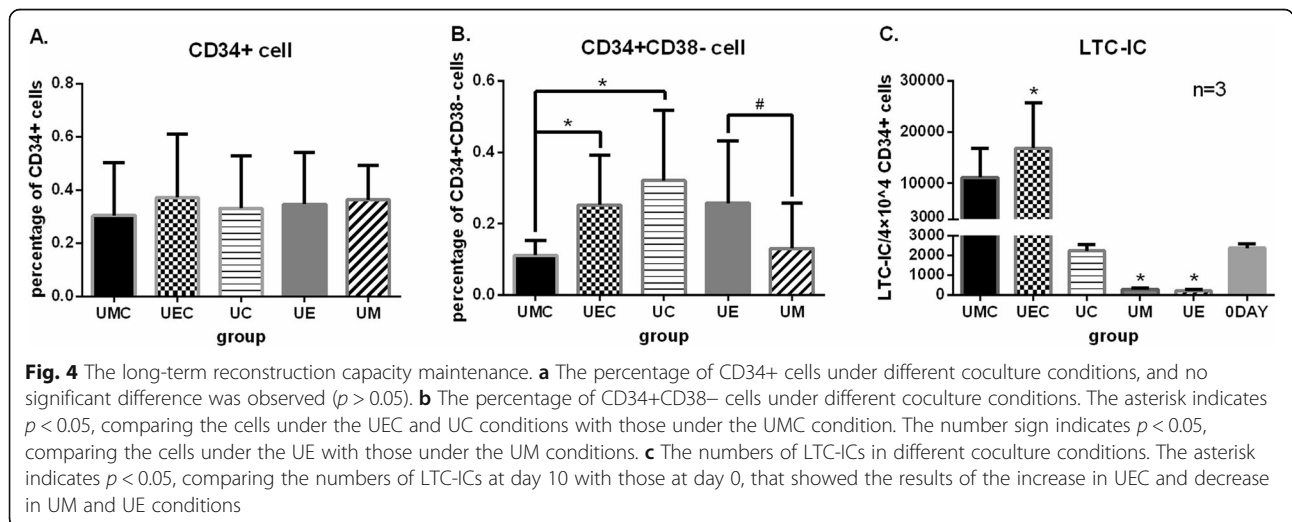 A.
CD34+ cell
percentage of CD34+ cells
0.8
0.6
0.4
0.2
0.0
UMC UEC UC UE UM
group
B.
CD34+CD38- cell
percentage of CD34+CD38- cells
0.6
0.4
0.2
0.0
*
*
#
UMC UEC UC UE UM
group
C.
LTC-IC
n=3
LTC-IC/4×10^4 CD34+ cells
30000
20000
10000
3000
3000
2000
1000
0
*
*
*
UMC UEC UC UM UE 0DAY
group
Fig. 4 The long-term reconstruction capacity maintenance. a The percentage of CD34+ cells under different coculture conditions, and no
significant difference was observed (p > 0.05). b The percentage of CD34+CD38− cells under different coculture conditions. The asterisk indicates
p < 0.05, comparing the cells under the UEC and UC conditions with those under the UMC condition. The number sign indicates p < 0.05,
comparing the cells under the UE with those under the UM conditions. c The numbers of LTC-ICs in different coculture conditions. The asterisk
indicates p < 0.05, comparing the numbers of LTC-ICs at day 10 with those at day 0, that showed the results of the increase in UEC and decrease
in UM and UE conditions